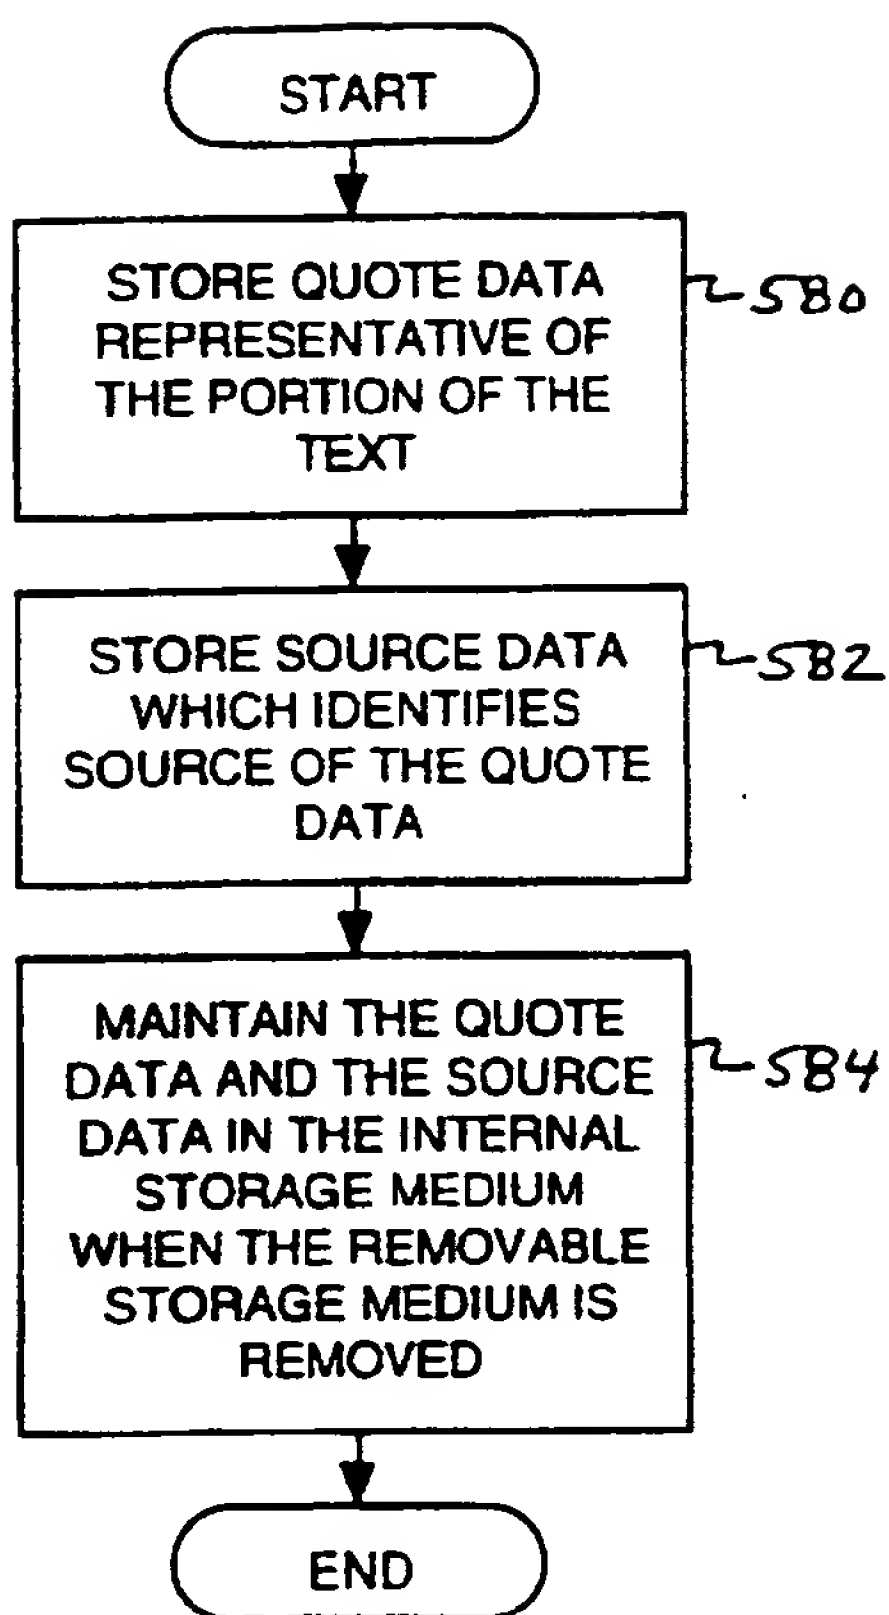 START
STORE QUOTE DATA
REPRESENTATIVE OF
THE PORTION OF THE
TEXT
580
STORE SOURCE DATA
WHICH IDENTIFIES
SOURCE OF THE QUOTE
DATA
582
MAINTAIN THE QUOTE
DATA AND THE SOURCE
DATA IN THE INTERNAL
STORAGE MEDIUM
WHEN THE REMOVABLE
STORAGE MEDIUM IS
REMOVED
584
END